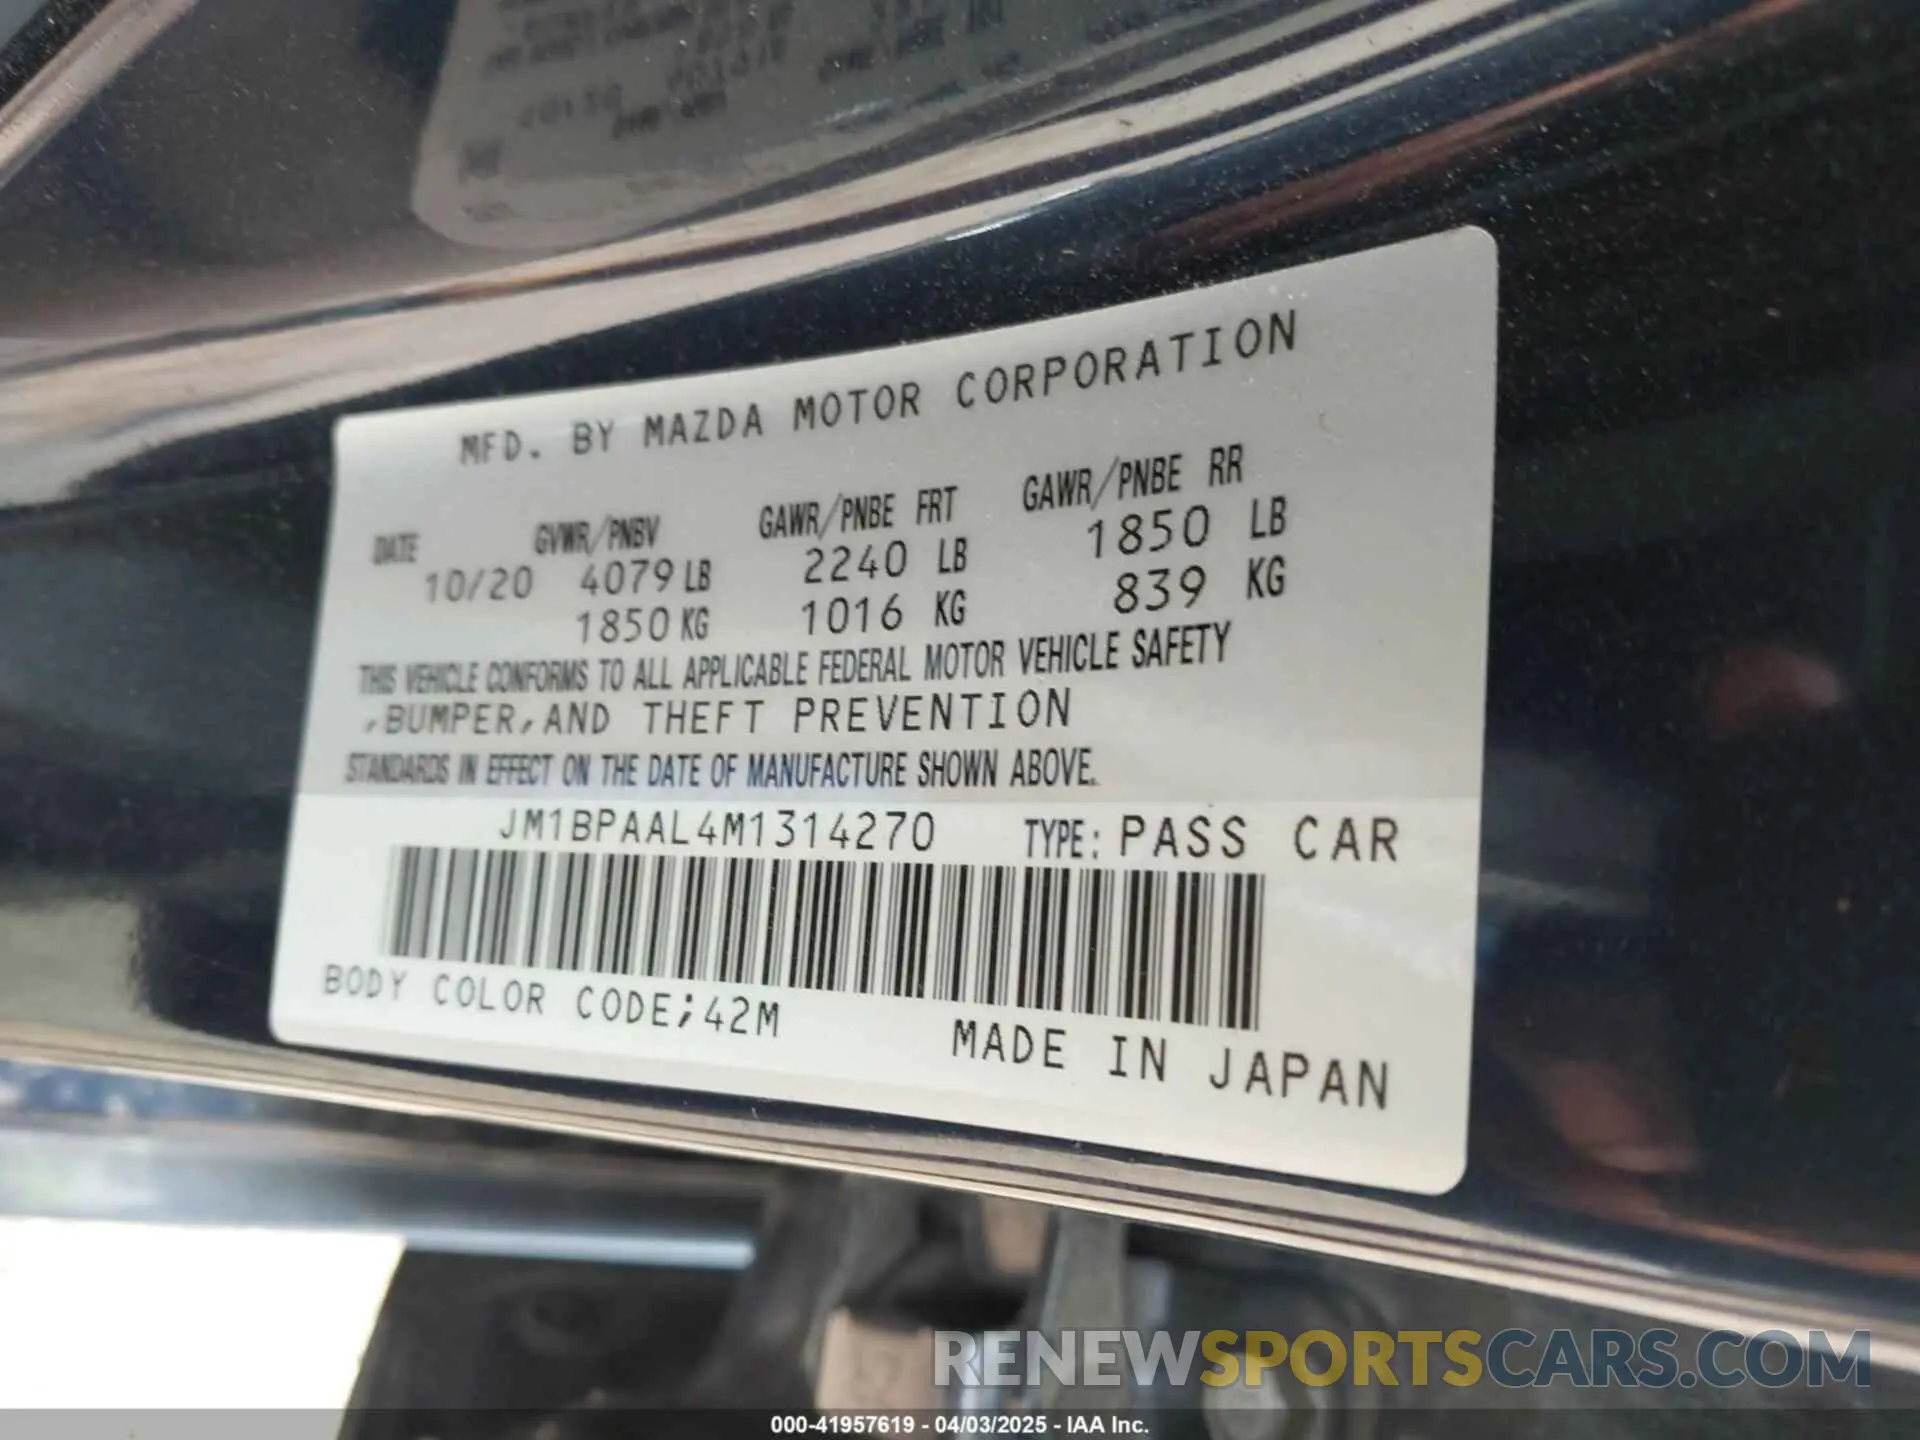 MFD. BY MAZDA MOTOR CORPORATION
DATE GVWR/PNBV GAWR/PNBE FRT GAWR/PNBE RR
10/20 4079 LB 2240 LB 1850 LB
1850 KG 1016 KG 839 KG
THIS VEHICLE CONFORMS TO ALL APPLICABLE FEDERAL MOTOR VEHICLE SAFETY
,BUMPER,AND THEFT PREVENTION
STANDARDS IN EFFECT ON THE DATE OF MANUFACTURE SHOWN ABOVE.
JM1BPAAL4M1314270 TYPE: PASS CAR
BODY COLOR CODE;42M
MADE IN JAPAN
RENEWSPORTSCARS.COM
000-41957619 - 04/03/2025 - IAA Inc.